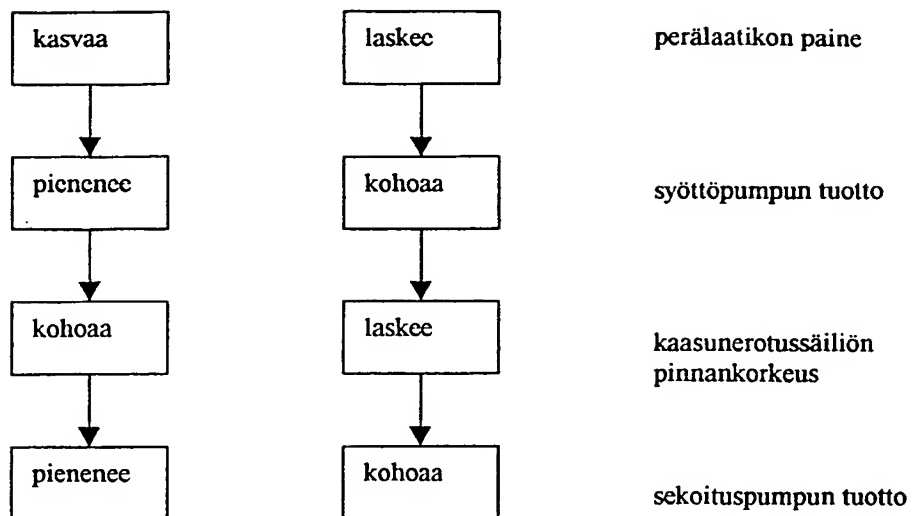 kasvaa
laskee
perälaatikon paine
pienenee
kohoaa
syöttöpumpun tuotto
kohoaa
laskee
kaasunerotussäiliön
pinnankorkeus
pienenee
kohoaa
sekoituspumpun tuotto